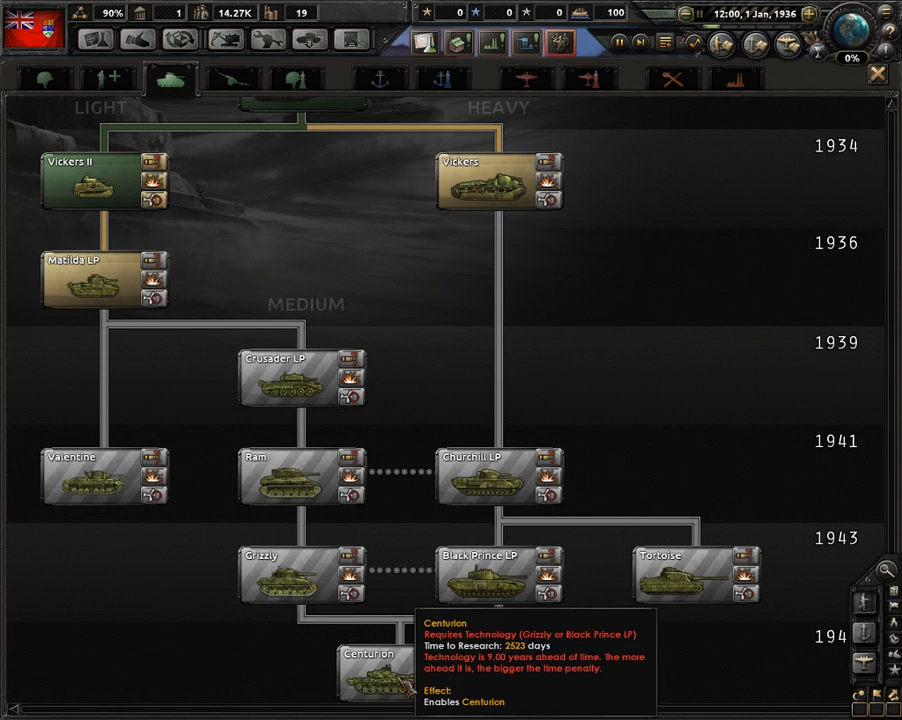 90%
1
14.27K
19
0
0
0
100
12:00, 1 Jan, 1936
0%
LIGHT
HEAVY
1934
Vickers II
Vickers
1936
Matilda LP
MEDIUM
1939
Crusader LP
1941
Valentine
Ram
Churchill LP
1943
Grizzly
Black Prince LP
Tortoise
194
Centurion
Centurion
Requires Technology (Grizzly or Black Prince LP)
Time to Research: 2523 days
Technology is 9.00 years ahead of time. The more
ahead it is, the bigger the time penalty.
Effect:
Enables Centurion